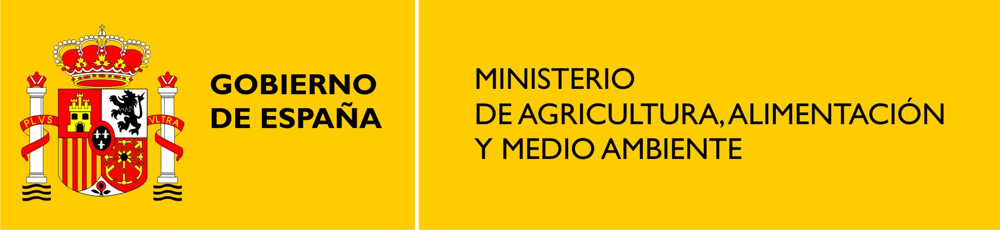 PLVS VLTRA
GOBIERNO
DE ESPAÑA
MINISTERIO
DE AGRICULTURA, ALIMENTACIÓN
Y MEDIO AMBIENTE